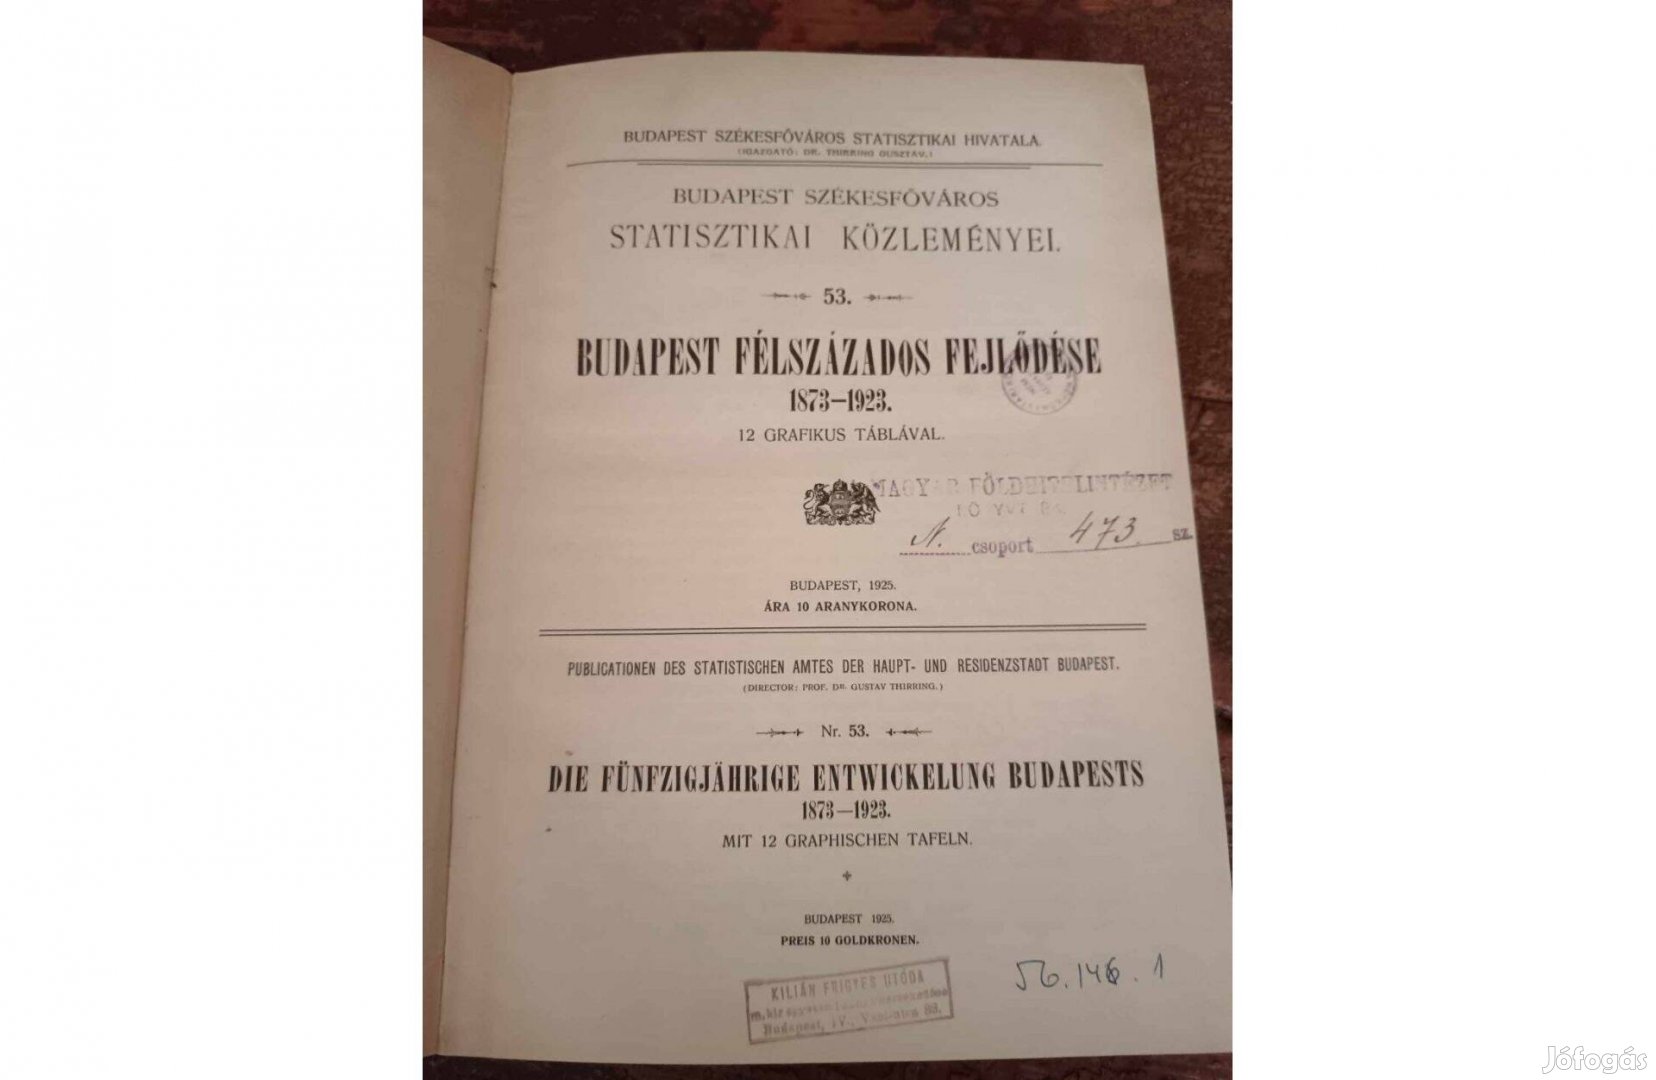 BUDAPEST SZÉKESFŐVÁROS STATISZTIKAI HIVATALA.
(IGAZGATÓ: DR. THIRRING GUSZTÁV.)
BUDAPEST SZÉKESFŐVÁROS
STATISZTIKAI KÖZLEMÉNYEI.
53.
BUDAPEST FÉLSZÁZADOS FEJLŐDÉSE
1873—1923.
12 GRAFIKUS TÁBLÁVAL.
MAGYAR FÖLDHITELINTÉZET
N. csoport 473 sz.
BUDAPEST, 1925.
ÁRA 10 ARANYKORONA.
PUBLICATIONEN DES STATISTISCHEN AMTES DER HAUPT- UND RESIDENZSTADT BUDAPEST.
(DIRECTOR: PROF. DR. GUSTAV THIRRING.)
Nr. 53.
DIE FÜNFZIGJÄHRIGE ENTWICKELUNG BUDAPESTS
1873—1923.
MIT 12 GRAPHISCHEN TAFELN.
BUDAPEST 1925.
PREIS 10 GOLDKRONEN.
56.146.1
KILIÁN FRIGYES UTÓDA
m. kir.
Budapest, IV.,
Jófogás